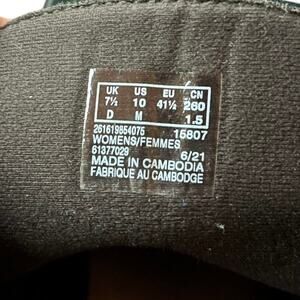 UK US EU CN
7½ 10 41½ 260
D M 1.5
261619854075 15807
WOMENS/FEMMES
61377029 6/21
MADE IN CAMBODIA
FABRIQUE AU CAMBODGE